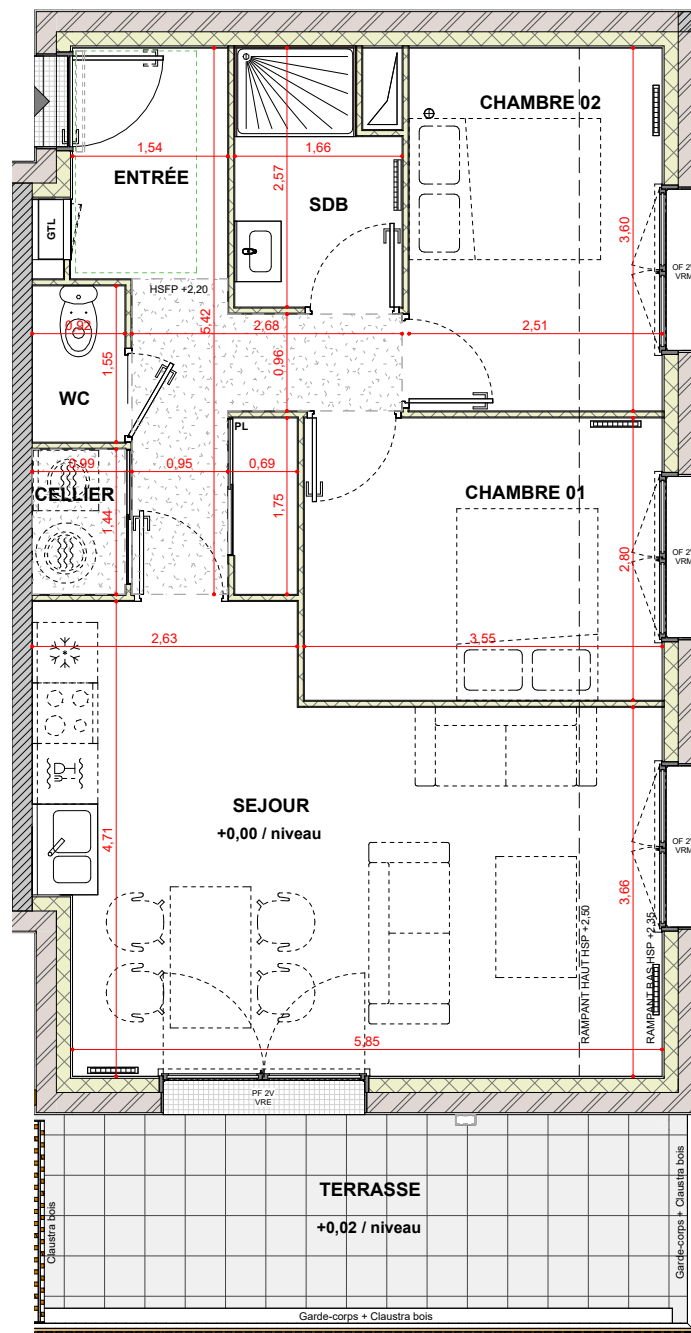 CHAMBRE 02
1,54
1,66
ENTRÉE
2,57
SDB
3,60
GTL
OF 2V
VRM
HSFP +2,20
0,92
5,42
2,68
2,51
1,55
0,96
WC
PL
0,99
0,95
0,69
CELLIER
CHAMBRE 01
1,44
1,75
2,80
OF 2V
VRM
2,63
3,55
SEJOUR
+0,00 / niveau
4,71
OF 2V
VRM
3,66
RAMPANT HAUT HSP +2,50
RAMPANT BAS HSP +2,35
5,85
PF 2V
VRE
TERRASSE
+0,02 / niveau
Claustra bois
Garde-corps + Claustra bois
Garde-corps + Claustra bois